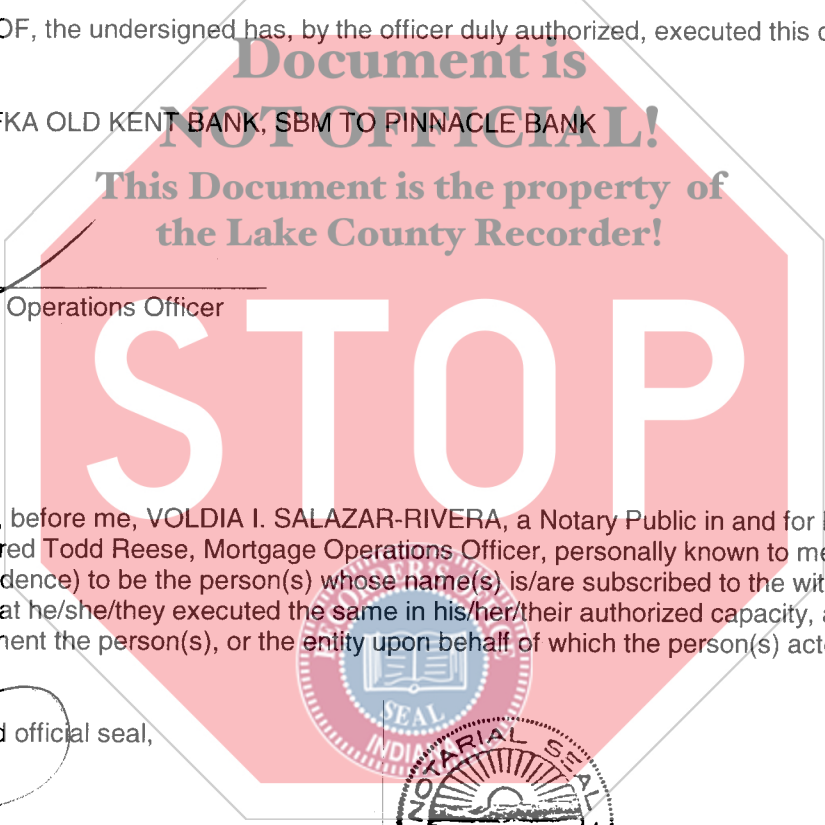 OF, the undersigned has, by the officer duly authorized, executed this
Document is
FKA OLD KENT BANK, SBM TO PINNACLE BANK
NOT OFFICIAL!
This Document is the property of
the Lake County Recorder!
Operations Officer
STOP
, before me, VOLDIA I. SALAZAR-RIVERA, a Notary Public in and for
red Todd Reese, Mortgage Operations Officer, personally known to me
dence) to be the person(s) whose name(s) is/are subscribed to the wit
at he/she/they executed the same in his/her/their authorized capacity,
nent the person(s), or the entity upon behalf of which the person(s) act
RECORDER'S OFFICE
SEAL
INDIANA
d official seal,
NOTARIAL SEAL